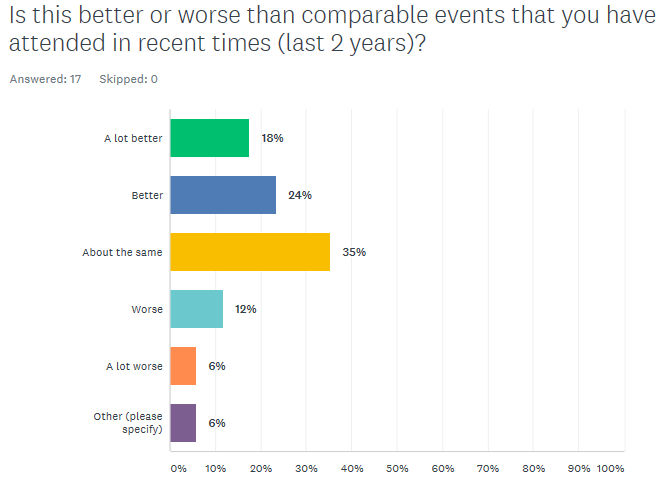 Is this better or worse than comparable events that you have
attended in recent times (last 2 years)?
Answered: 17 Skipped: 0
A lot better 18%
Better 24%
About the same 35%
Worse 12%
A lot worse 6%
Other (please
specify) 6%
0% 10% 20% 30% 40% 50% 60% 70% 80% 90% 100%